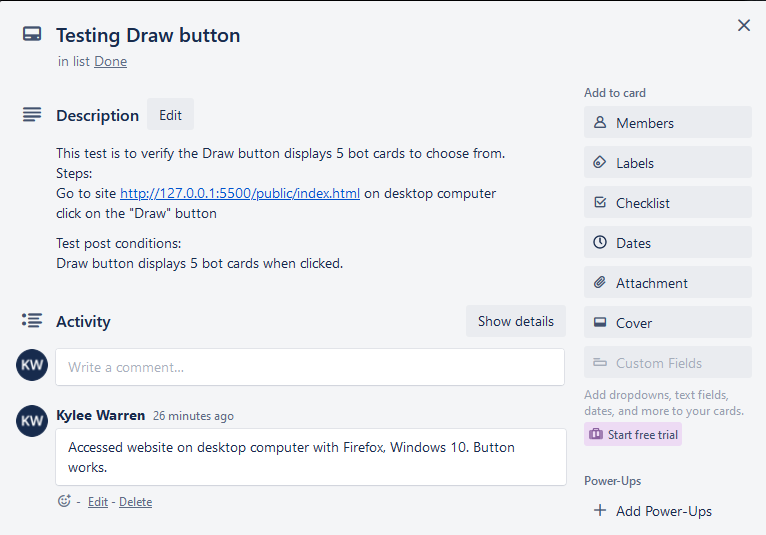 Testing Draw button
in list Done
Description
Edit
This test is to verify the Draw button displays 5 bot cards to choose from.
Steps:
Go to site http://127.0.0.1:5500/public/index.html on desktop computer
click on the "Draw" button
Test post conditions:
Draw button displays 5 bot cards when clicked.
Activity
Show details
KW
Write a comment…
KW
Kylee Warren 26 minutes ago
Accessed website on desktop computer with Firefox, Windows 10. Button
works.
- Edit - Delete
Add to card
Members
Labels
Checklist
Dates
Attachment
Cover
Custom Fields
Add dropdowns, text fields,
dates, and more to your cards.
Start free trial
Power-Ups
Add Power-Ups